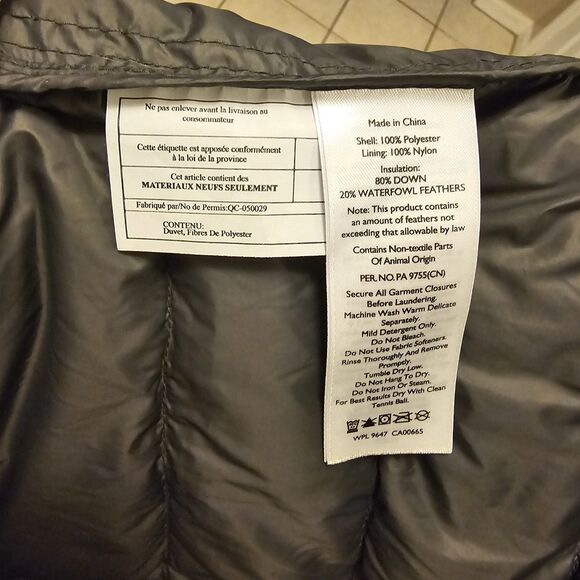 Ne pas enlever avant la livraison au
consommateur
Cette étiquette est apposée conformément
à la loi de la province
Cet article contient des
MATERIAUX NEUFS SEULEMENT
Fabriqué par/No de Permis:QC-050029
CONTENU:
Duvet, Fibres De Polyester
Made in China
Shell: 100% Polyester
Lining: 100% Nylon
Insulation:
80% DOWN
20% WATERFOWL FEATHERS
Note: This product contains
an amount of feathers not
exceeding that allowable by law
Contains Non-textile Parts
Of Animal Origin
PER. NO. PA 9755(CN)
Secure All Garment Closures
Before Laundering.
Machine Wash Warm Delicate
Separately.
Mild Detergent Only.
Do Not Bleach.
Do Not Use Fabric Softeners.
Rinse Thoroughly And Remove
Promptly.
Tumble Dry Low.
Do Not Hang To Dry.
Do Not Iron or Steam.
For Best Results Dry With Clean
Tennis Ball.
WPL 9647 CA00665